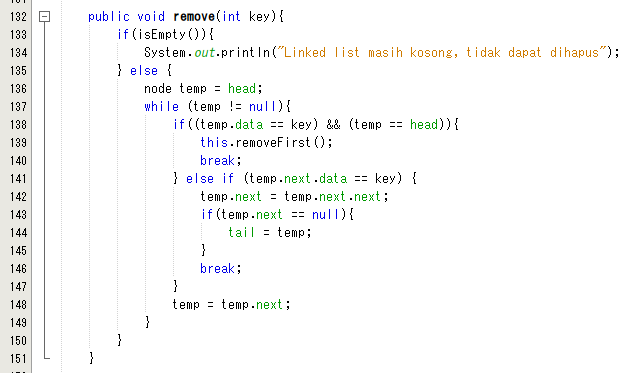 132 public void remove(int key){
133 if(isEmpty()){
134 System.out.println("Linked list masih kosong, tidak dapat dihapus");
135 } else {
136 node temp = head;
137 while (temp != null){
138 if((temp.data == key) && (temp == head)){
139 this.removeFirst();
140 break;
141 } else if (temp.next.data == key) {
142 temp.next = temp.next.next;
143 if(temp.next == null){
144 tail = temp;
145 }
146 break;
147 }
148 temp = temp.next;
149 }
150 }
151 }